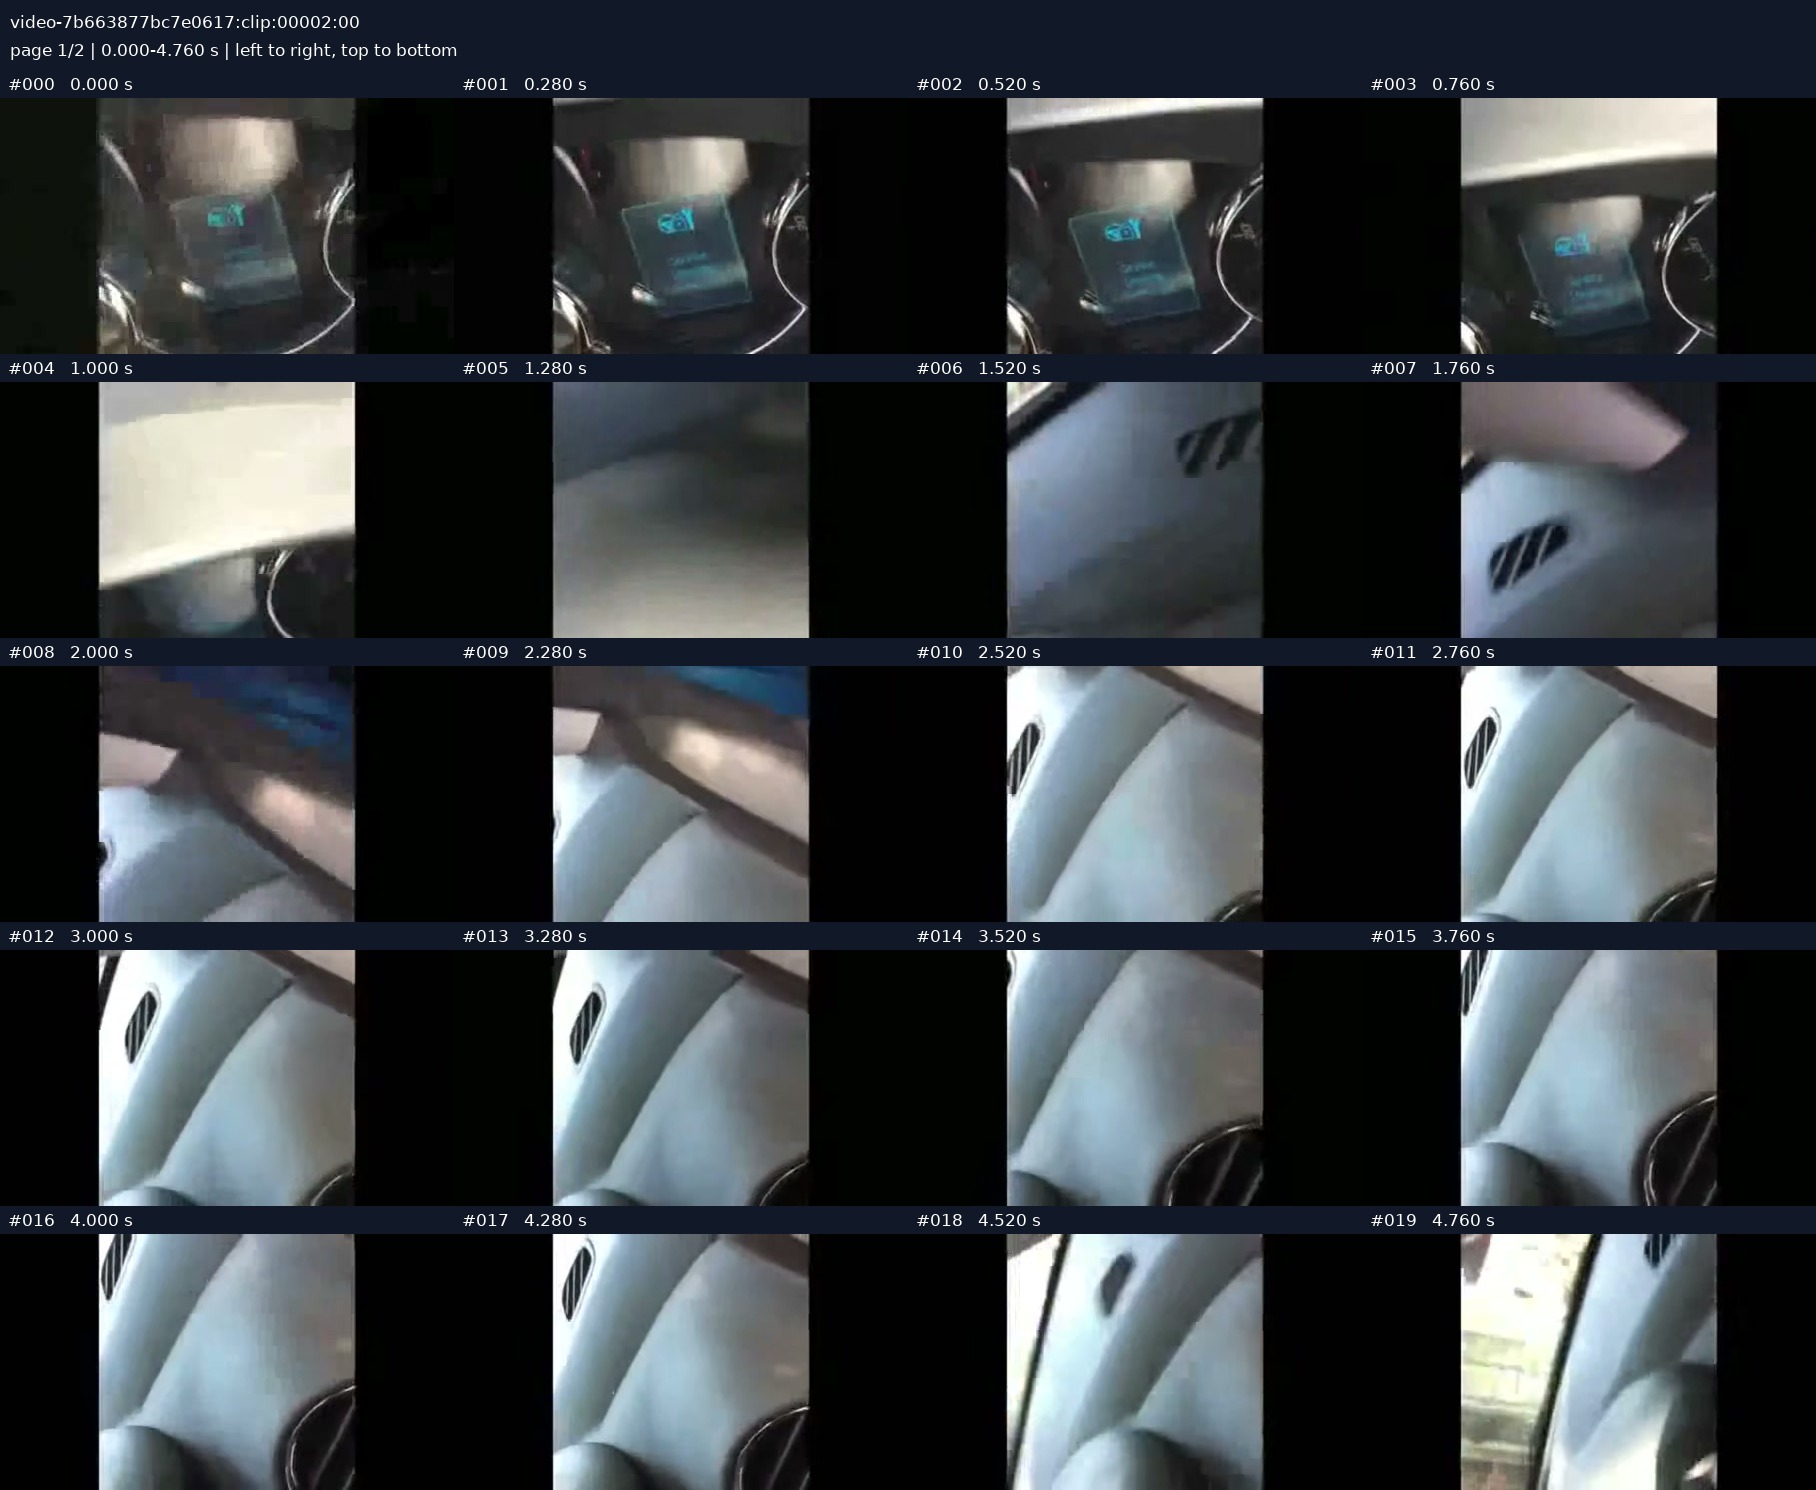 video-7b663877bc7e0617:clip:00002:00
page 1/2 | 0.000-4.760 s | left to right, top to bottom
#000 0.000 s
#001 0.280 s
#002 0.520 s
#003 0.760 s
#004 1.000 s
#005 1.280 s
#006 1.520 s
#007 1.760 s
#008 2.000 s
#009 2.280 s
#010 2.520 s
#011 2.760 s
#012 3.000 s
#013 3.280 s
#014 3.520 s
#015 3.760 s
#016 4.000 s
#017 4.280 s
#018 4.520 s
#019 4.760 s